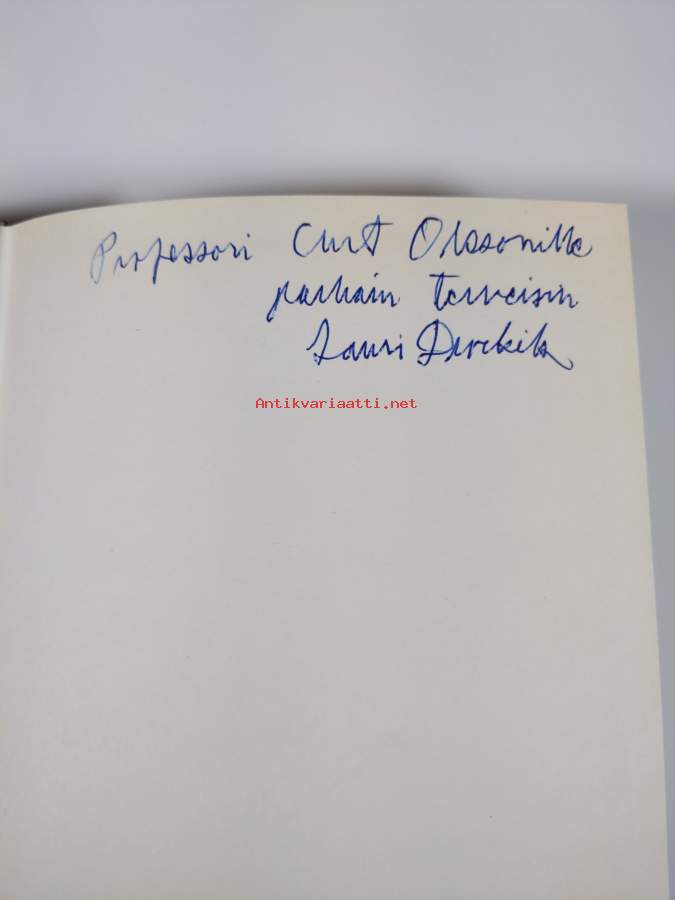 Professori Curt Olssonille
parhain terveisin
Lauri
Antikvariaatti.net